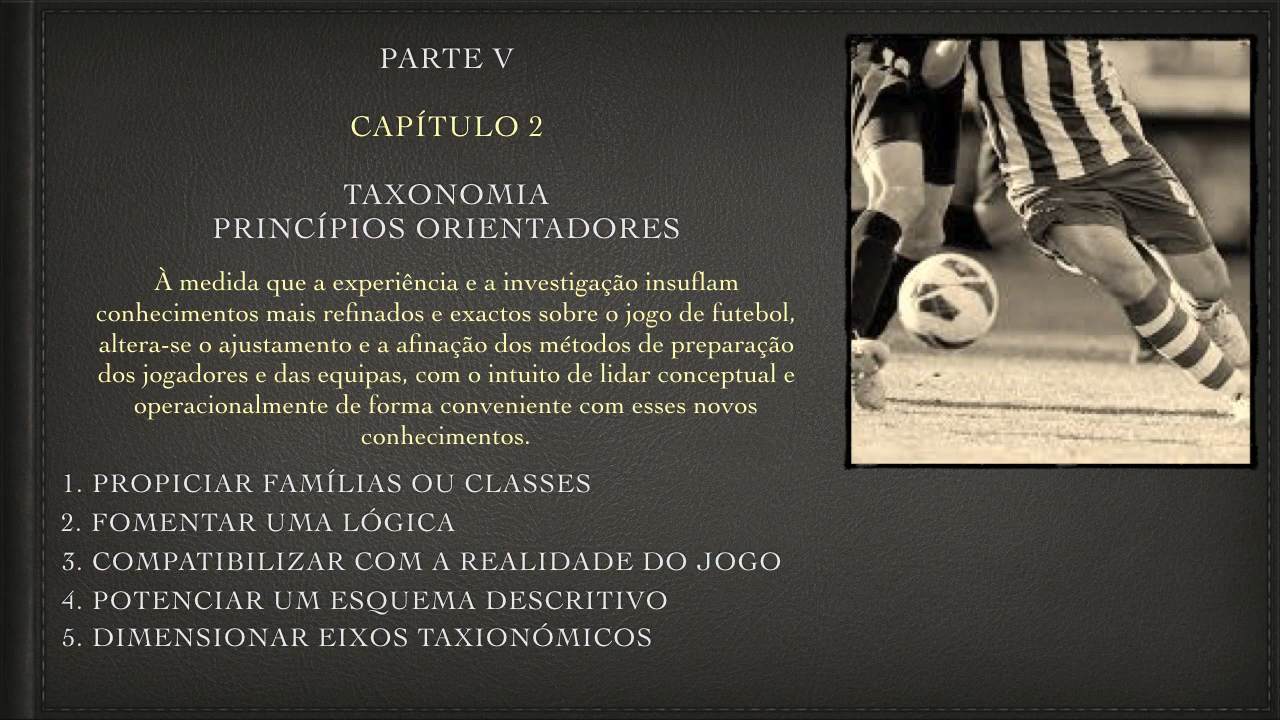 PARTE V
CAPÍTULO 2
TAXONOMIA
PRINCÍPIOS ORIENTADORES
À medida que a experiência e a investigação insuflam
conhecimentos mais refinados e exactos sobre o jogo de futebol,
altera-se o ajustamento e a afinação dos métodos de preparação
dos jogadores e das equipas, com o intuito de lidar conceptual e
operacionalmente de forma conveniente com esses novos
conhecimentos.
1. PROPICIAR FAMÍLIAS OU CLASSES
2. FOMENTAR UMA LÓGICA
3. COMPATIBILIZAR COM A REALIDADE DO JOGO
4. POTENCIAR UM ESQUEMA DESCRITIVO
5. DIMENSIONAR EIXOS TAXIONÓMICOS